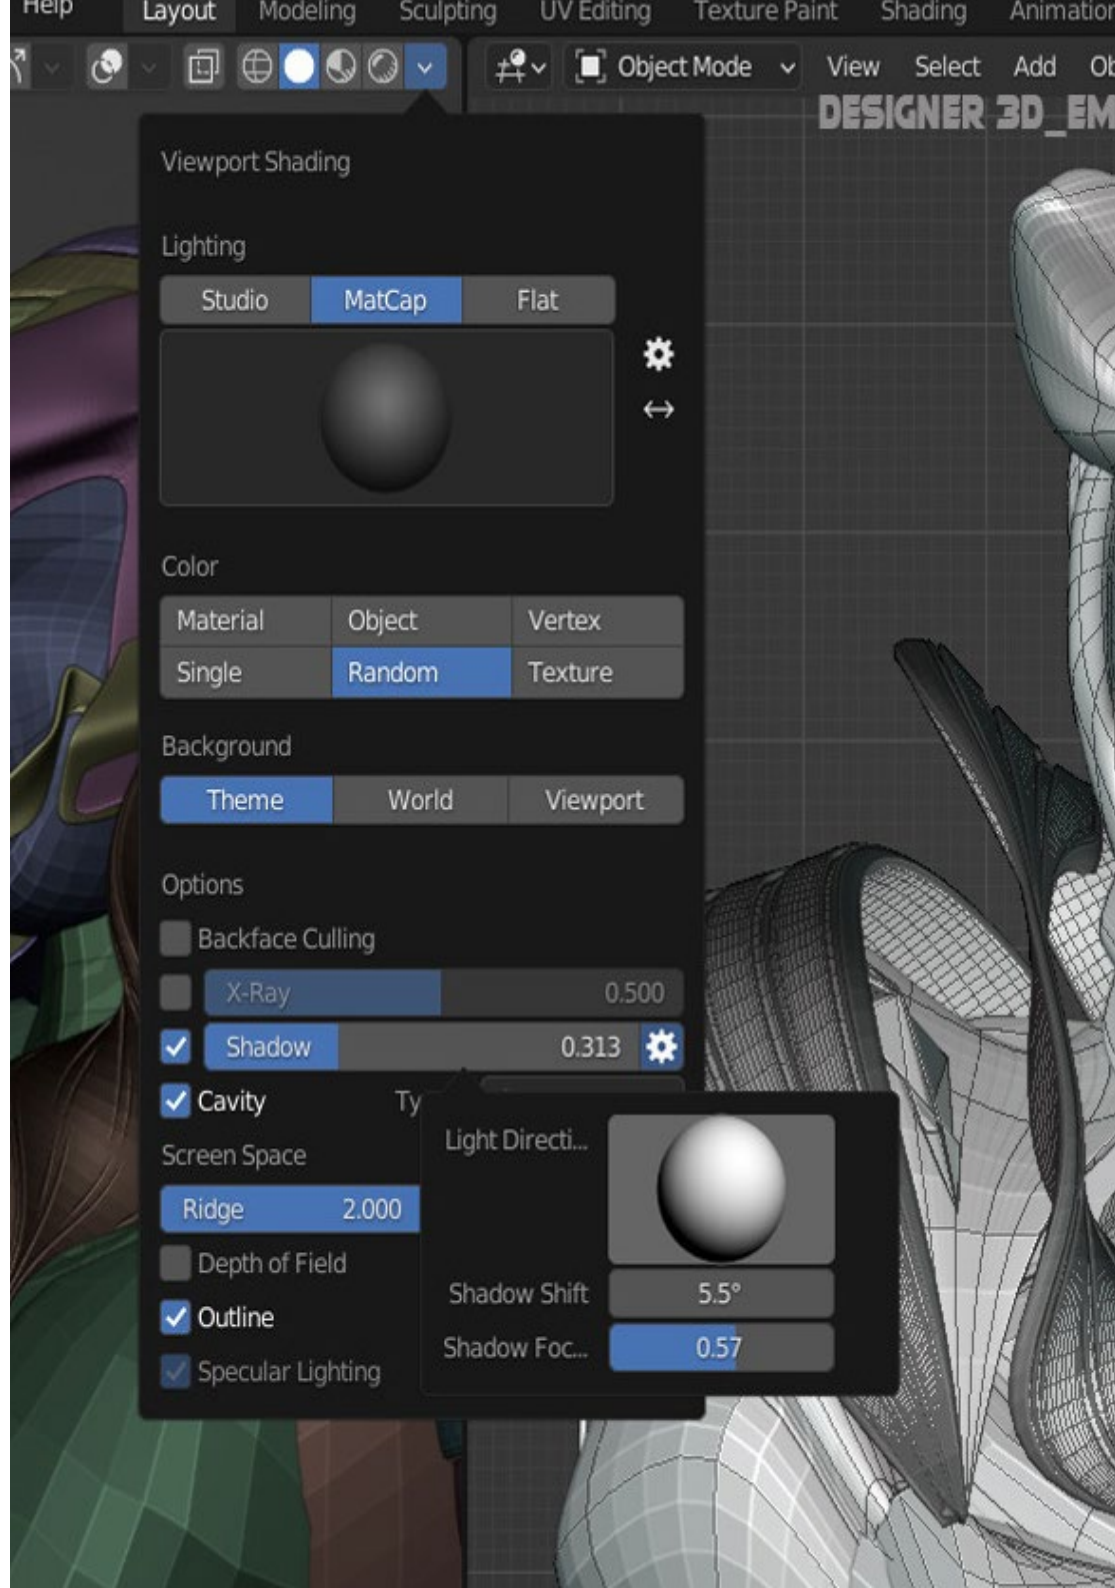 Help Layout Modeling Sculpting UV Editing Texture Paint Shading Animation
Object Mode View Select Add
DESIGNER 3D_EM
Viewport Shading
Lighting
Studio MatCap Flat
Color
Material Object Vertex
Single Random Texture
Background
Theme World Viewport
Options
Backface Culling
X-Ray 0.500
Shadow 0.313
Cavity Ty
Light Directi...
Screen Space
Ridge 2.000
Depth of Field
Shadow Shift 5.5°
Outline
Shadow Foc... 0.57
Specular Lighting